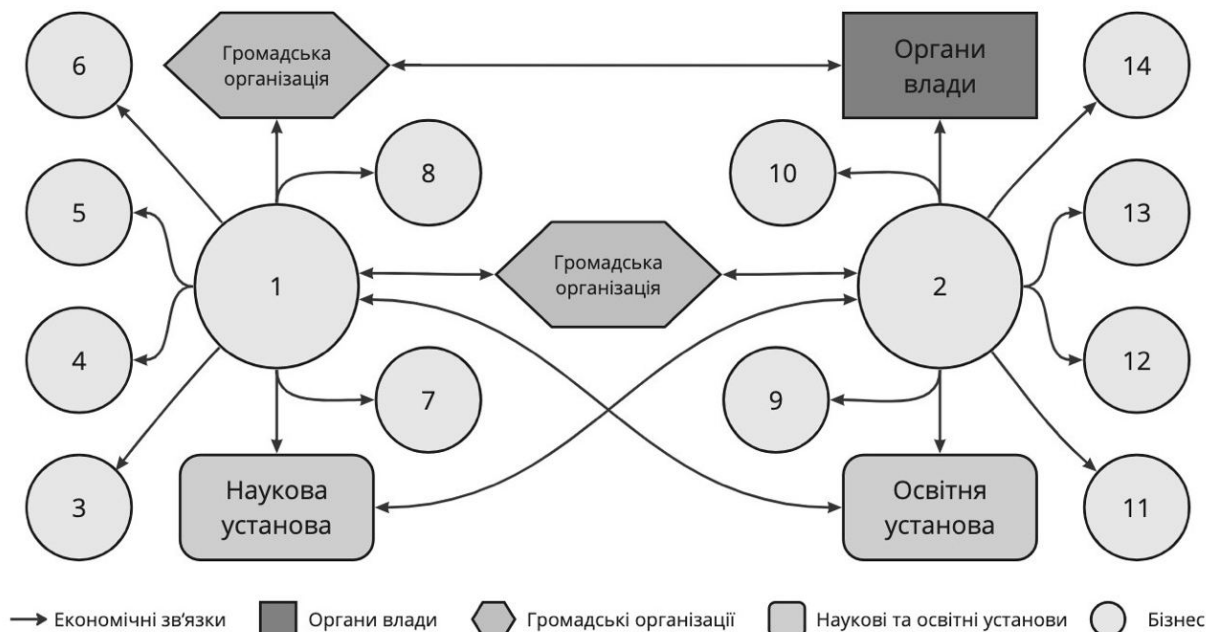 6
Громадська
організація
Органи
влади
14
8
10
5
13
1
Громадська
організація
2
4
12
7
9
3
Наукова
установа
Освітня
установа
11
Економічні зв’язки
Органи влади
Громадські організації
Наукові та освітні установи
Бізнес